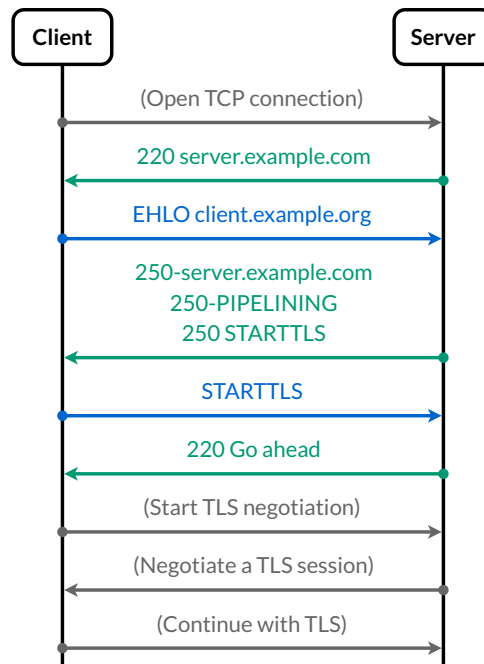 Client
Server
(Open TCP connection)
220 server.example.com
EHLO client.example.org
250-server.example.com
250-PIPELINING
250 STARTTLS
STARTTLS
220 Go ahead
(Start TLS negotiation)
(Negotiate a TLS session)
(Continue with TLS)